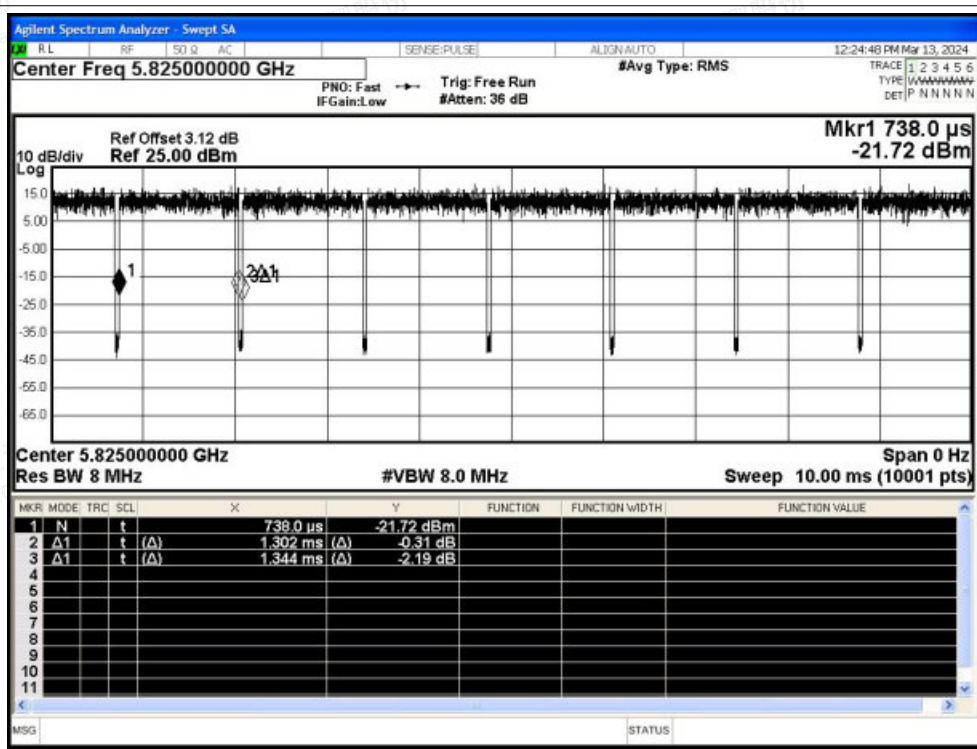 Agilent Spectrum Analyzer - Swept SA
RL RF 50 Ω AC SENSE:PULSE ALIGN AUTO 12:24:48 PM Mar 13, 2024
Center Freq 5.825000000 GHz #Avg Type: RMS TRACE 1 2 3 4 5 6
PNO: Fast Trig: Free Run TYPE
IFGain:Low #Atten: 36 dB DET P N N N N N
Mkr1 738.0 µs
Ref Offset 3.12 dB
10 dB/div Ref 25.00 dBm -21.72 dBm
Log
15.0
5.00
-5.00
1
-15.0
-25.0
-35.0
-45.0
-55.0
-65.0
Center 5.825000000 GHz Span 0 Hz
Res BW 8 MHz #VBW 8.0 MHz Sweep 10.00 ms (10001 pts)
MKR MODE TRC SCL X Y FUNCTION FUNCTION WIDTH FUNCTION VALUE
1 N t 738.0 µs -21.72 dBm
2 Δ1 t (Δ) 1.302 ms (Δ) -0.31 dB
3 Δ1 t (Δ) 1.344 ms (Δ) -2.19 dB
4
5
6
7
8
9
10
11
MSG STATUS